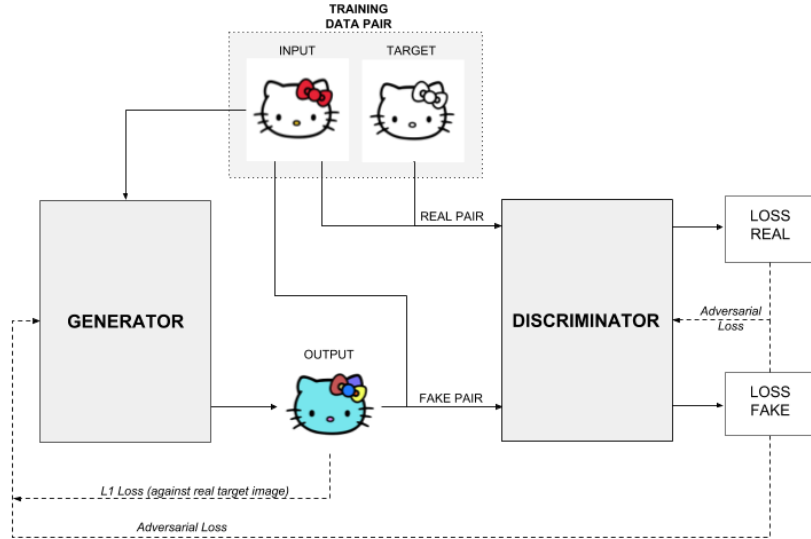 TRAINING
DATA PAIR
INPUT
TARGET
REAL PAIR
LOSS
REAL
GENERATOR
DISCRIMINATOR
Adversarial
Loss
OUTPUT
FAKE PAIR
LOSS
FAKE
L1 Loss (against real target image)
Adversarial Loss